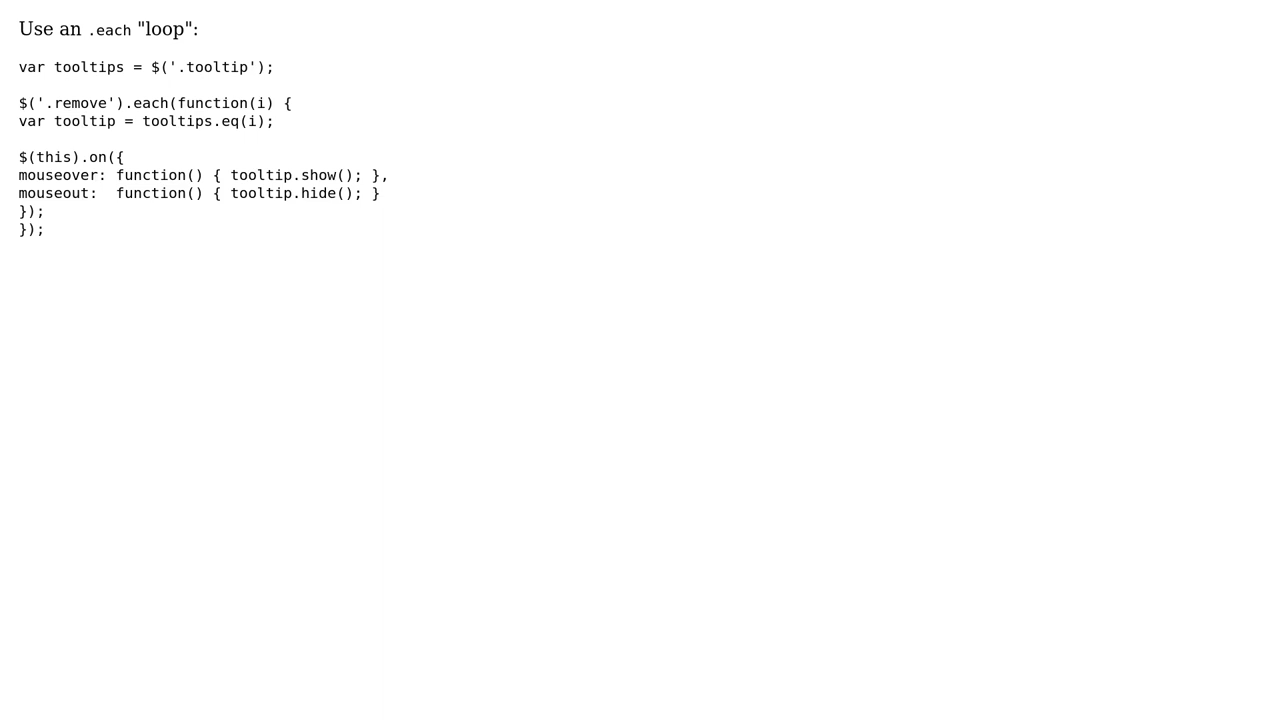 Use an .each "loop":
var tooltips = $('.tooltip');
$('.remove').each(function(i) {
var tooltip = tooltips.eq(i);
$(this).on({
mouseover: function() { tooltip.show(); },
mouseout:  function() { tooltip.hide(); }
});
});